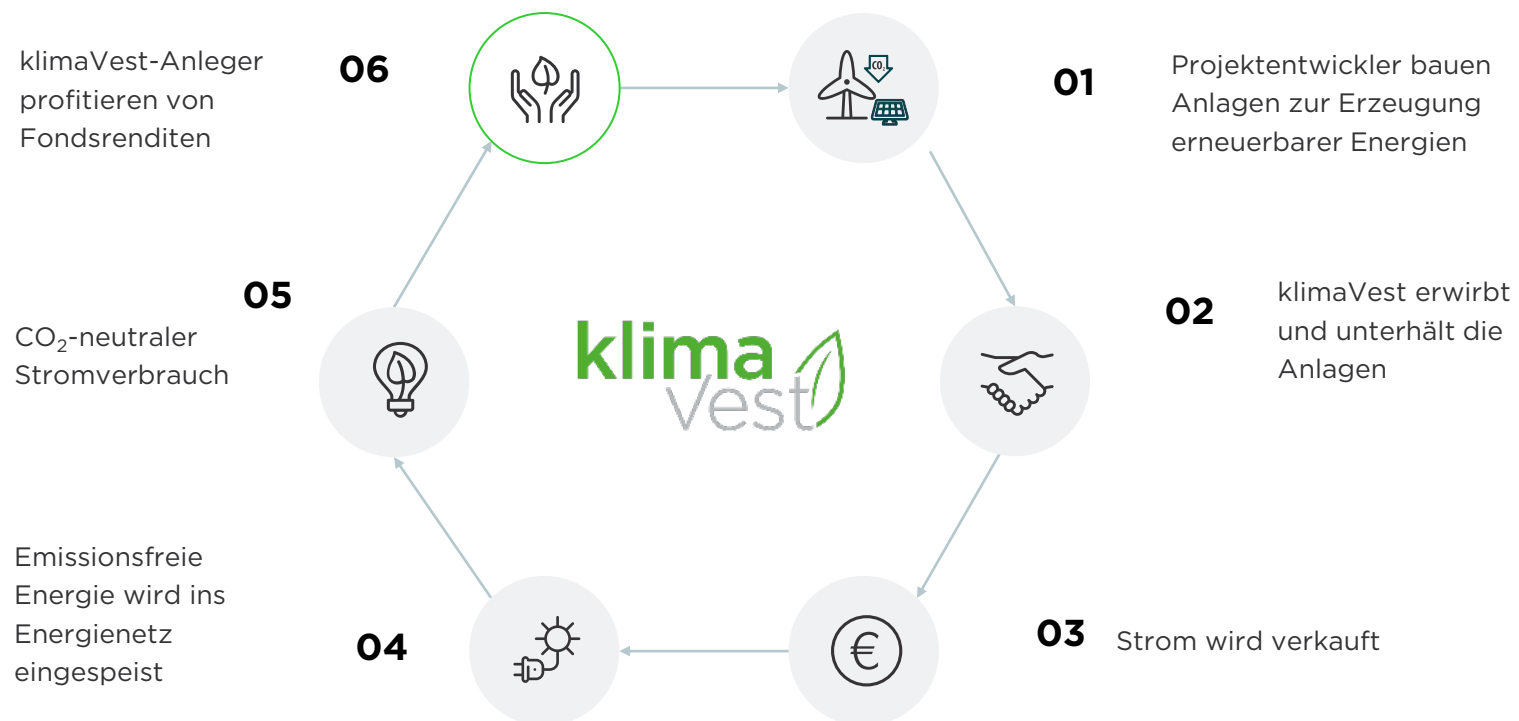 01
Projektentwickler bauen
Anlagen zur Erzeugung
erneuerbarer Energien
CO₂
02
klimaVest erwirbt
und unterhält die
Anlagen
03
Strom wird verkauft
€
04
Emissionsfreie
Energie wird ins
Energienetz
eingespeist
05
CO₂-neutraler
Stromverbrauch
06
klimaVest-Anleger
profitieren von
Fondsrenditen
klima
Vest